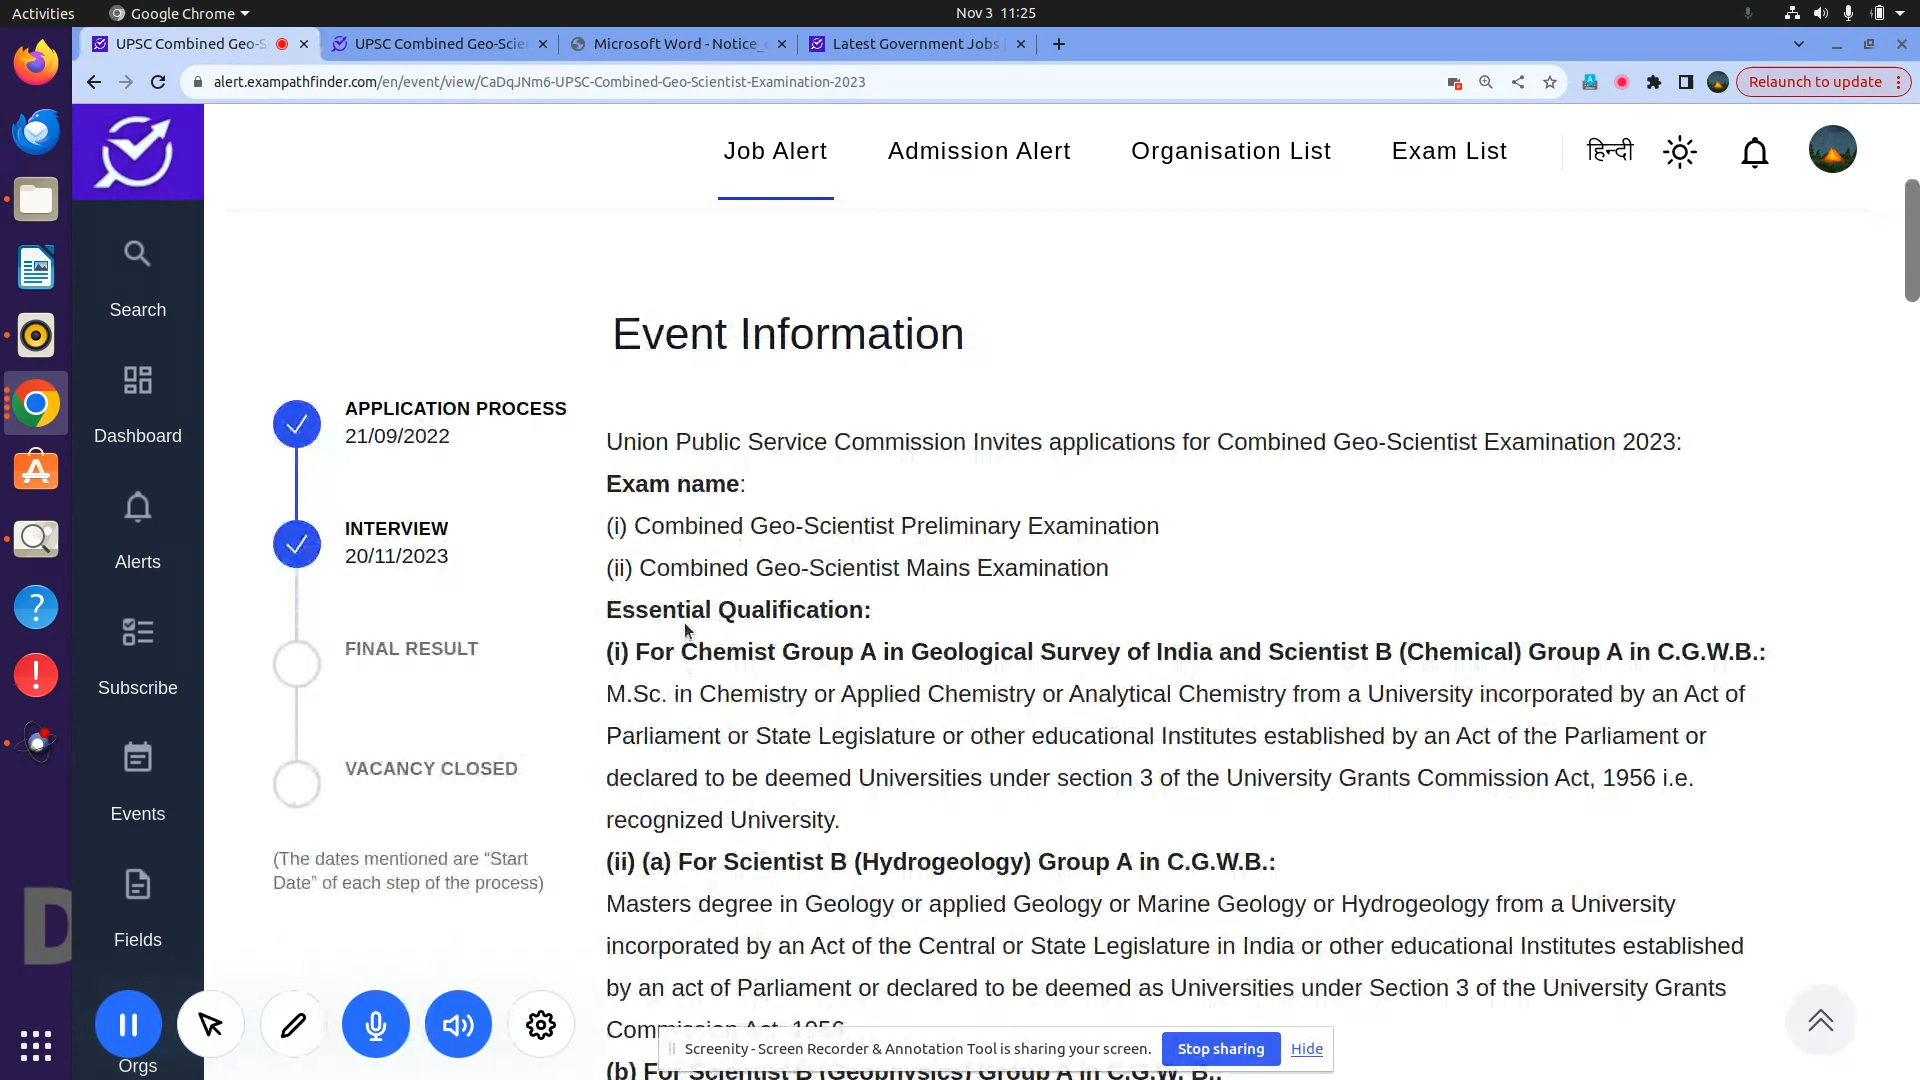 Activities
Google Chrome
Nov 3 11:25
UPSC Combined Geo-S
UPSC Combined Geo-Scie
Microsoft Word - Notice_
Latest Government Jobs
alert.exampathfinder.com/en/event/view/CaDqJNm6-UPSC-Combined-Geo-Scientist-Examination-2023
Relaunch to update
Job Alert
Admission Alert
Organisation List
Exam List
हिन्दी
Search
Dashboard
Alerts
Subscribe
Events
Fields
Orgs
Event Information
APPLICATION PROCESS
21/09/2022
INTERVIEW
20/11/2023
FINAL RESULT
VACANCY CLOSED
(The dates mentioned are “Start
Date” of each step of the process)
Union Public Service Commission Invites applications for Combined Geo-Scientist Examination 2023:
Exam name:
(i) Combined Geo-Scientist Preliminary Examination
(ii) Combined Geo-Scientist Mains Examination
Essential Qualification:
(i) For Chemist Group A in Geological Survey of India and Scientist B (Chemical) Group A in C.G.W.B.:
M.Sc. in Chemistry or Applied Chemistry or Analytical Chemistry from a University incorporated by an Act of
Parliament or State Legislature or other educational Institutes established by an Act of the Parliament or
declared to be deemed Universities under section 3 of the University Grants Commission Act, 1956 i.e.
recognized University.
(ii) (a) For Scientist B (Hydrogeology) Group A in C.G.W.B.:
Masters degree in Geology or applied Geology or Marine Geology or Hydrogeology from a University
incorporated by an Act of the Central or State Legislature in India or other educational Institutes established
by an act of Parliament or declared to be deemed as Universities under Section 3 of the University Grants
Commission Act, 1956.
(b) For Scientist B (Geophysics) Group A in C.G.W. B.:
Screenity - Screen Recorder & Annotation Tool is sharing your screen.
Stop sharing
Hide